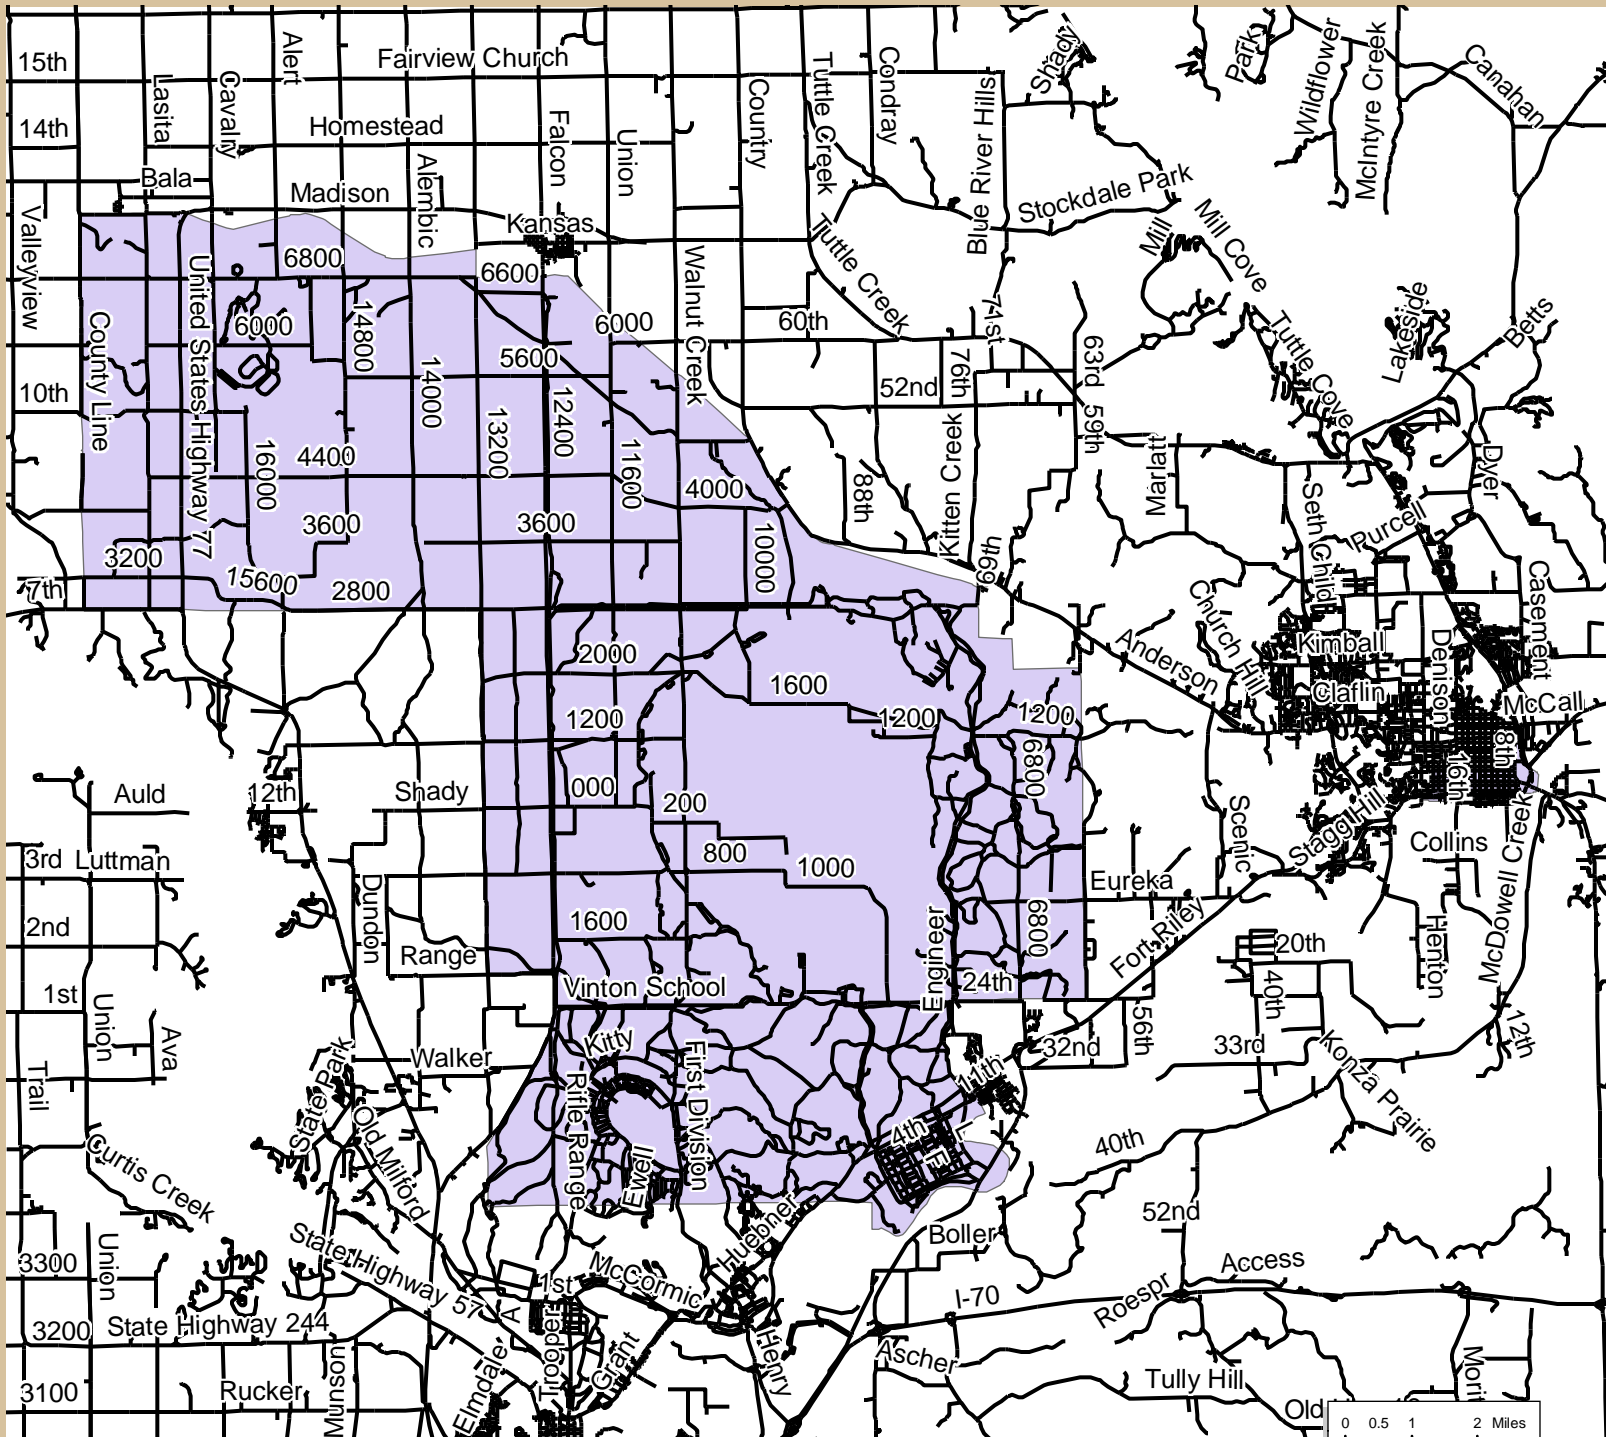 15th
Alert
Fairview Church
Lasita
Cavalry
14th
Homestead
Falcon
Union
Country
Tuttle Creek
Condray
Blue River Hills
Shady
Park
Wildflower
McIntyre Creek
Canahan
Bala
Madison
Alembic
Valleyview
Kansas
Stockdale Park
Mill
Mill Cove
6800
6600
Tuttle Creek
Walnut Creek
County Line
United States Highway 77
6000
14800
6000
60th
71st
Tuttle Cove
Lakeside
Betts
5600
10th
14000
13200
12400
11600
52nd
76th
63rd
59th
16000
4400
4000
88th
Kitten Creek
Marlatt
Seth Child
Dyer
3600
3600
10000
Purcell
3200
7th
15600
2800
69th
Church Hill
Casement
2000
1600
Anderson
Kimball
Claflin
Denison
McCall
1200
1200
1200
6800
8th
16th
Auld
12th
Shady
000
200
Scenic
Stagg Hill
Collins
McDowell Creek
3rd
Luttman
800
1000
Eureka
2nd
Dundon
Range
1600
Engineer
6800
Fort Riley
20th
Henton
1st
Union
Ava
Vinton School
24th
40th
56th
12th
Trail
State Park
Walker
Kitty
First Division
11th
32nd
33rd
Konza Prairie
Old Milford
Rifle Range
Ewell
4th
L
E
40th
Curtis Creek
52nd
3300
Union
State Highway 57
Huebner
Boller
Access
1st
McCormic
Roespr
I-70
3200
State Highway 244
A
Trooper
Grant
Henry
Ascher
3100
Rucker
Munson
Elmdale
Tully Hill
Morit
Old
0 0.5 1 2 Miles